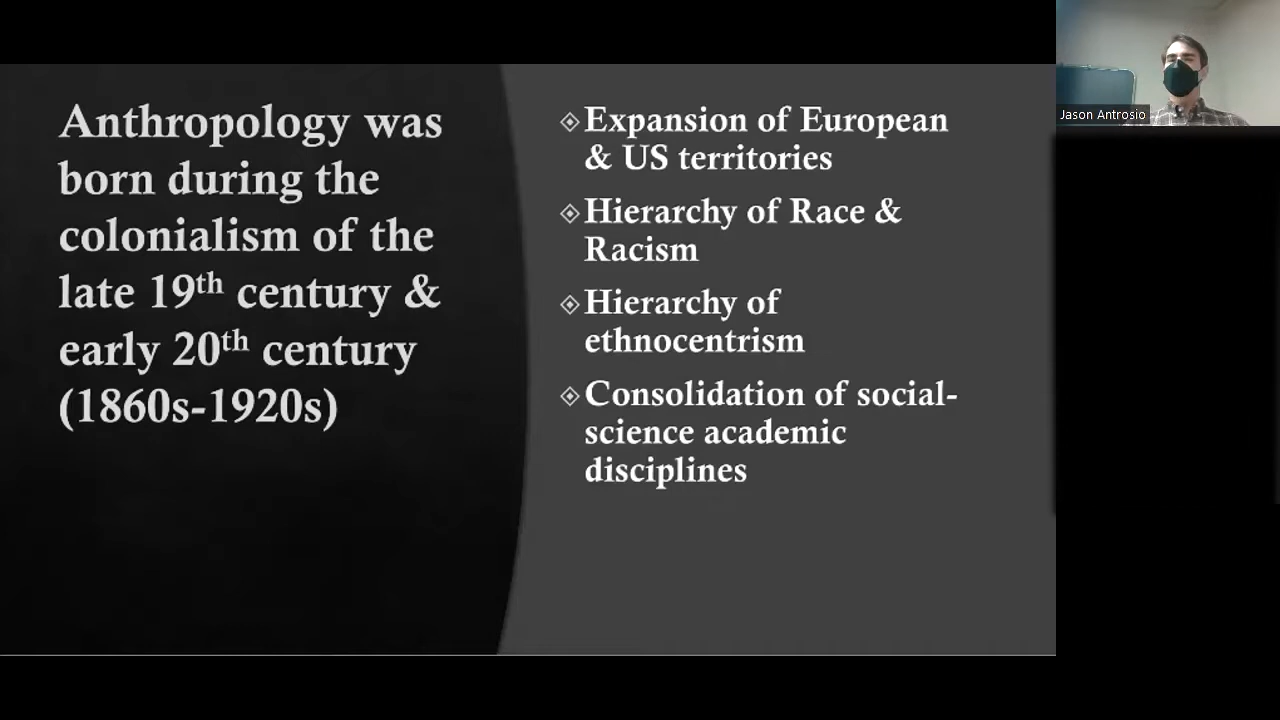 Anthropology was
born during the
colonialism of the
late 19th century &
early 20th century
(1860s-1920s)
Expansion of European
& US territories
Hierarchy of Race &
Racism
Hierarchy of
ethnocentrism
Consolidation of social-
science academic
disciplines
Jason Antrosio